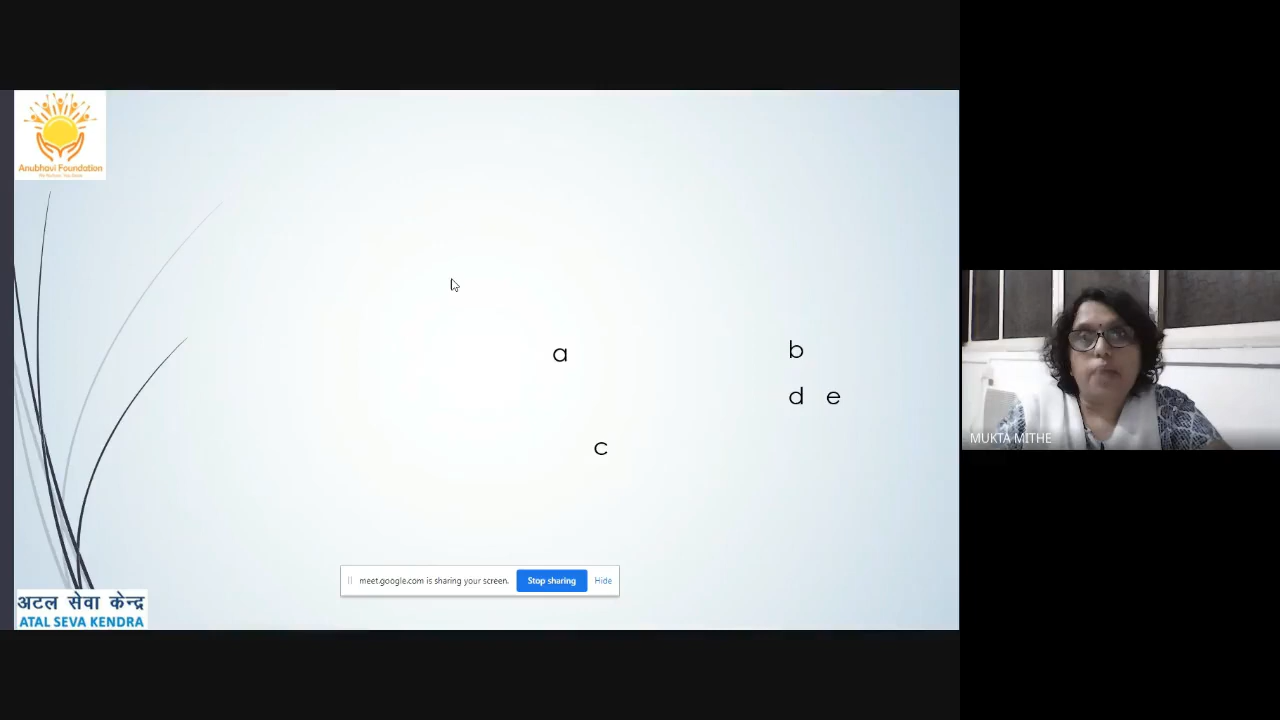 Anubhavi Foundation
a
b
d e
c
MUKTA MITHE
meet.google.com is sharing your screen. Stop sharing Hide
अटल सेवा केन्द्र
ATAL SEVA KENDRA